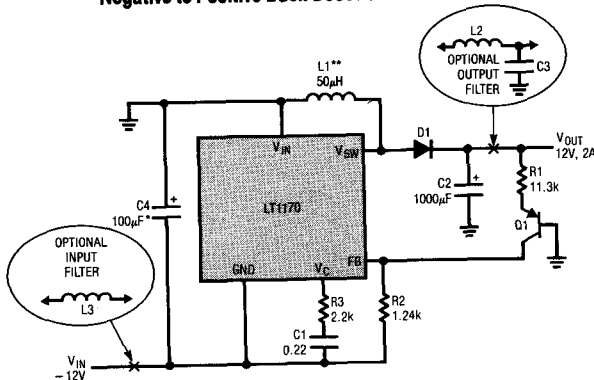 Negative to Positive Buck-Boost
L2
OPTIONAL
OUTPUT
FILTER
C3
L1**
50µH
D1
VOUT
12V, 2A
VIN
VSW
C2
1000µF
R1
11.3k
Q1
C4
100µF*
LT1170
OPTIONAL
INPUT
FILTER
L3
GND
VC
FB
R3
2.2k
C1
0.22
R2
1.24k
VIN
−12V
+
+